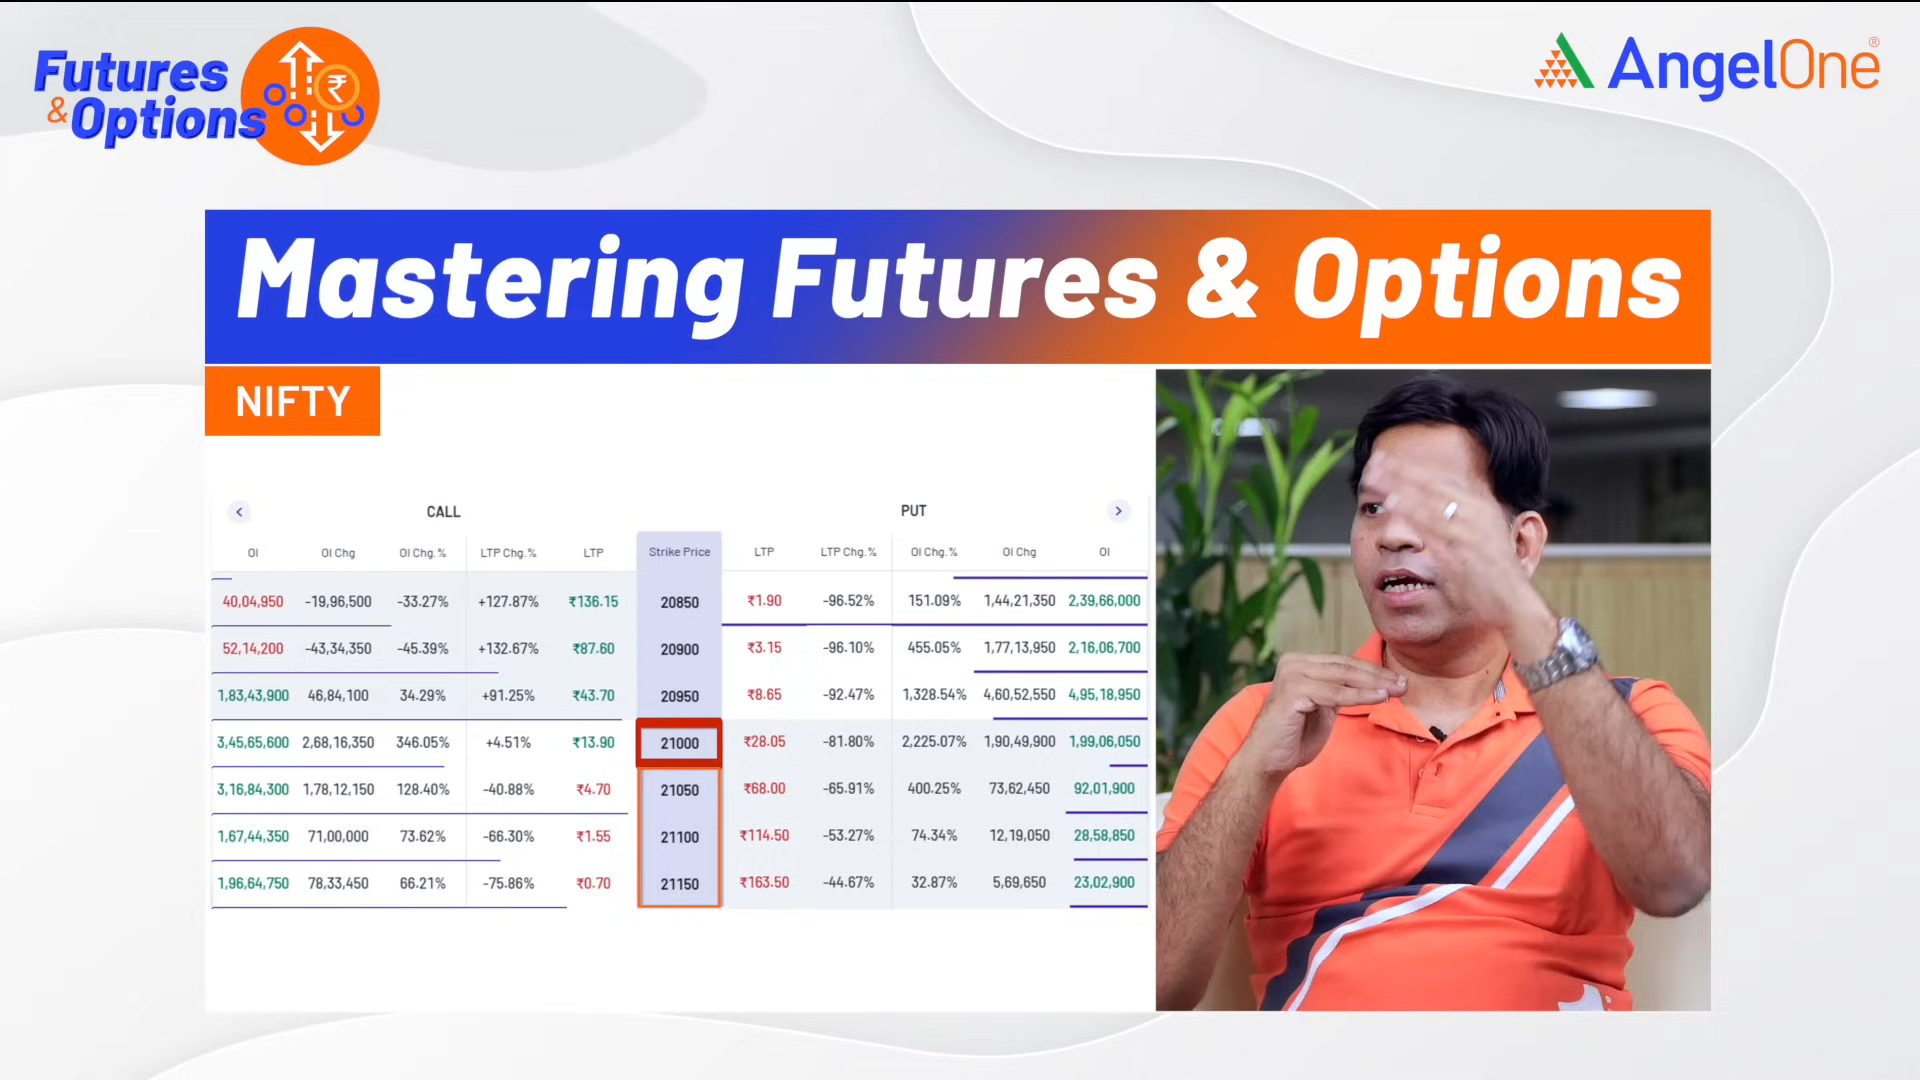 Futures
& Options
₹
AngelOne®
Mastering Futures & Options
NIFTY
CALL PUT
OI OI Chg OI Chg.% LTP Chg.% LTP Strike Price LTP LTP Chg.% OI Chg.% OI Chg OI
40,04,950 -19,96,500 -33.27% +127.87% ₹136.15 20850 ₹1.90 -96.52% 151.09% 1,44,21,350 2,39,66,000
52,14,200 -43,34,350 -45.39% +132.67% ₹87.60 20900 ₹3.15 -96.10% 455.05% 1,77,13,950 2,16,06,700
1,83,43,900 46,84,100 34.29% +91.25% ₹43.70 20950 ₹8.65 -92.47% 1,328.54% 4,60,52,550 4,95,18,950
3,45,65,600 2,68,16,350 346.05% +4.51% ₹13.90 21000 ₹28.05 -81.80% 2,225.07% 1,90,49,900 1,99,06,050
3,16,84,300 1,78,12,150 128.40% -40.88% ₹4.70 21050 ₹68.00 -65.91% 400.25% 73,62,450 92,01,900
1,67,44,350 71,00,000 73.62% -66.30% ₹1.55 21100 ₹114.50 -53.27% 74.34% 12,19,050 28,58,850
1,96,64,750 78,33,450 66.21% -75.86% ₹0.70 21150 ₹163.50 -44.67% 32.87% 5,69,650 23,02,900